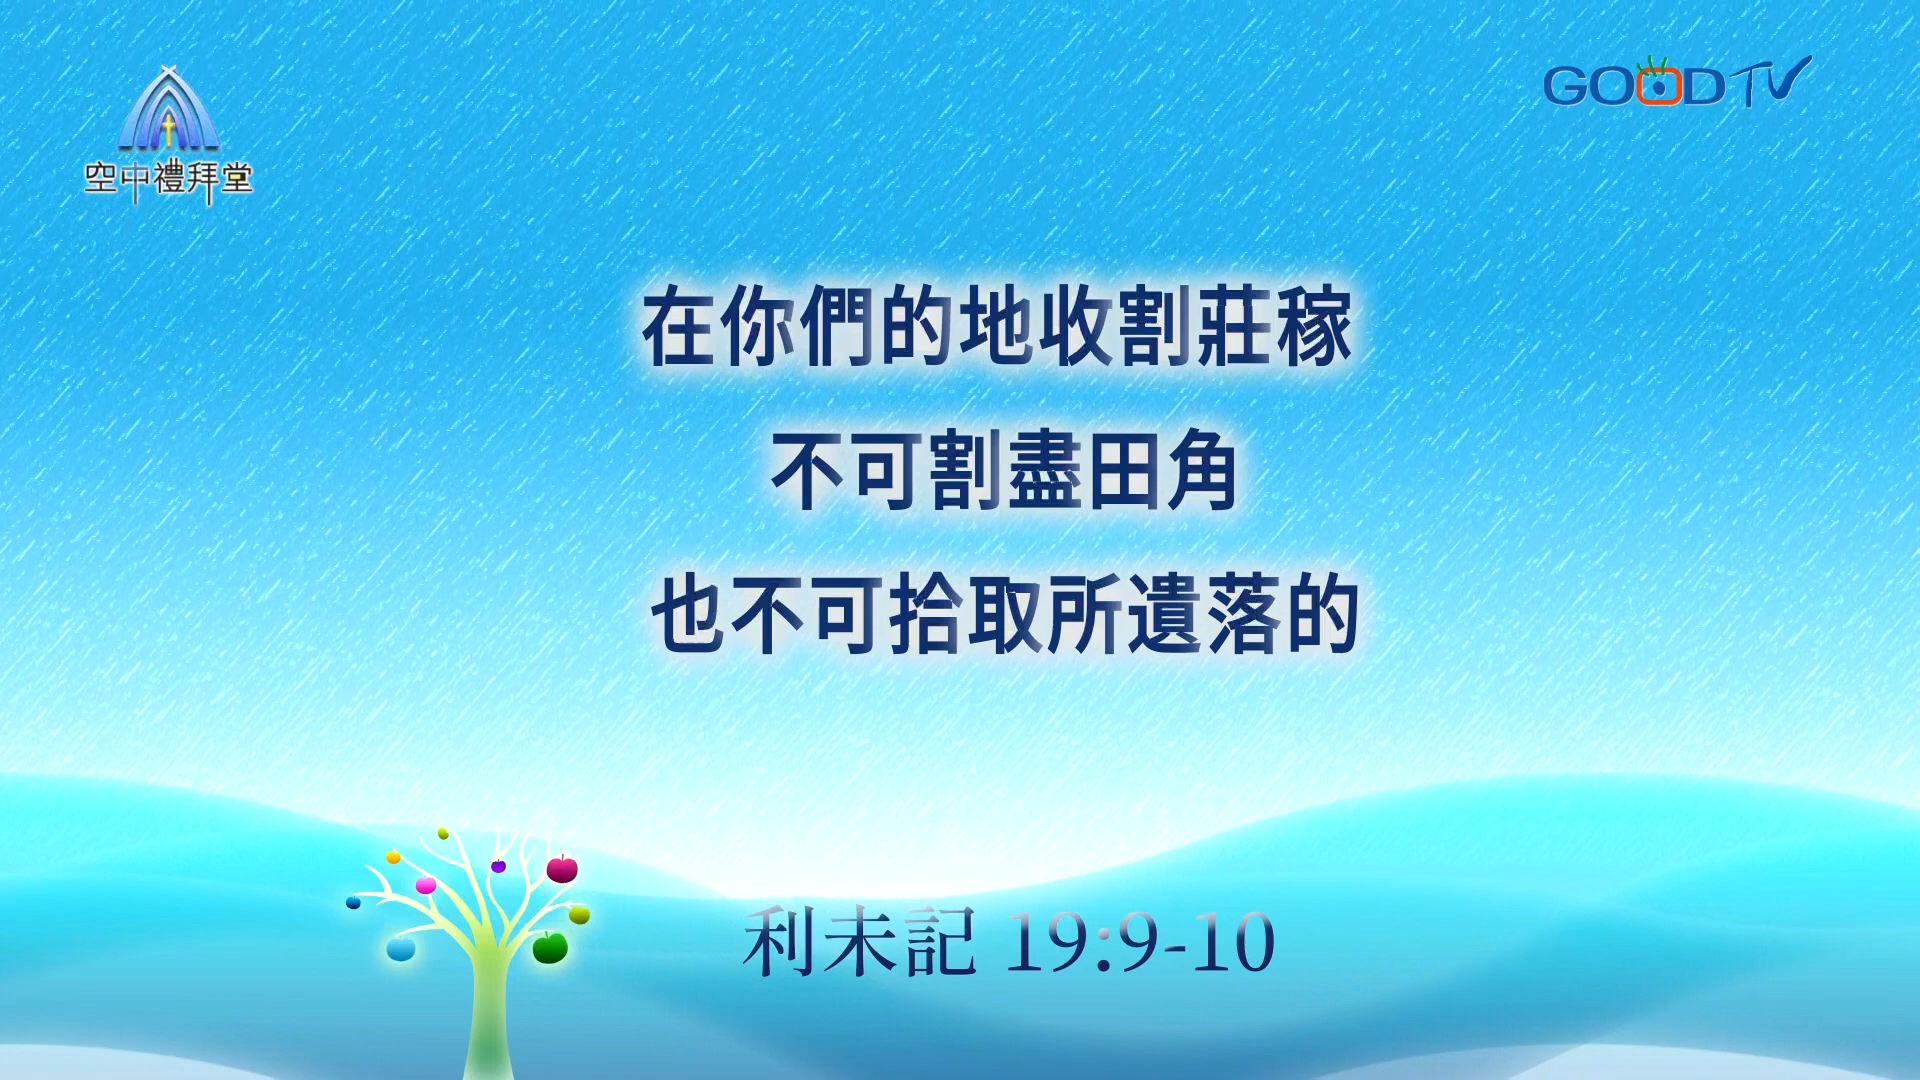 空中禮拜堂
GOODTV
在你們的地收割莊稼
不可割盡田角
也不可拾取所遺落的
利未記 19:9-10